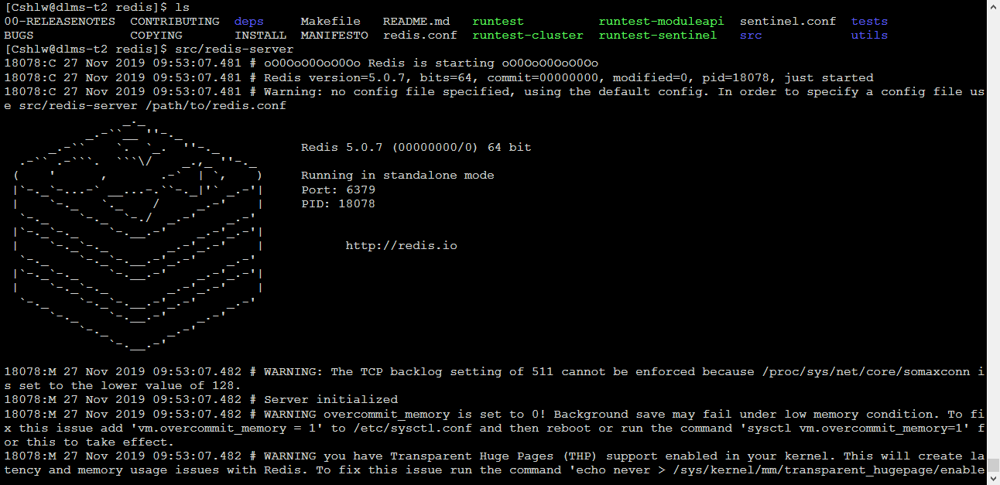 [Cshlw@dlms-t2 redis]$ ls
00-RELEASENOTES  CONTRIBUTING  deps     Makefile   README.md   runtest          runtest-moduleapi  sentinel.conf  tests
BUGS             COPYING       INSTALL  MANIFESTO  redis.conf  runtest-cluster  runtest-sentinel   src            utils
[Cshlw@dlms-t2 redis]$ src/redis-server
18078:C 27 Nov 2019 09:53:07.481 # oO0OoO0OoO0Oo Redis is starting oO0OoO0OoO0Oo
18078:C 27 Nov 2019 09:53:07.481 # Redis version=5.0.7, bits=64, commit=00000000, modified=0, pid=18078, just started
18078:C 27 Nov 2019 09:53:07.481 # Warning: no config file specified, using the default config. In order to specify a config file us
e src/redis-server /path/to/redis.conf
Redis 5.0.7 (00000000/0) 64 bit
Running in standalone mode
Port: 6379
PID: 18078
http://redis.io
18078:M 27 Nov 2019 09:53:07.482 # WARNING: The TCP backlog setting of 511 cannot be enforced because /proc/sys/net/core/somaxconn i
s set to the lower value of 128.
18078:M 27 Nov 2019 09:53:07.482 # Server initialized
18078:M 27 Nov 2019 09:53:07.482 # WARNING overcommit_memory is set to 0! Background save may fail under low memory condition. To fi
x this issue add 'vm.overcommit_memory = 1' to /etc/sysctl.conf and then reboot or run the command 'sysctl vm.overcommit_memory=1' f
or this to take effect.
18078:M 27 Nov 2019 09:53:07.482 # WARNING you have Transparent Huge Pages (THP) support enabled in your kernel. This will create la
tency and memory usage issues with Redis. To fix this issue run the command 'echo never > /sys/kernel/mm/transparent_hugepage/enable